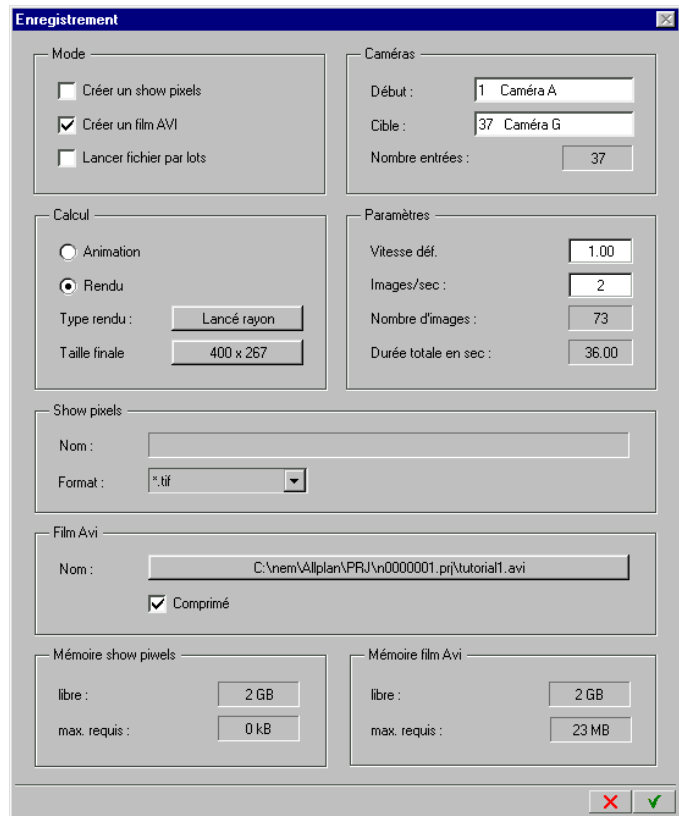 Enregistrement
Mode
Créer un show pixels
Créer un film AVI
Lancer fichier par lots
Caméras
Début :
1 Caméra A
Cible :
37 Caméra G
Nombre entrées :
37
Calcul
Animation
Rendu
Type rendu :
Lancé rayon
Taille finale
400 x 267
Paramètres
Vitesse déf.
1.00
Images/sec :
2
Nombre d'images :
73
Durée totale en sec :
36.00
Show pixels
Nom :
Format :
*.tif
Film Avi
Nom :
C:\nem\Allplan\PRJ\n0000001.prj\tutorial1.avi
Comprimé
Mémoire show piwels
libre :
2 GB
max. requis :
0 kB
Mémoire film Avi
libre :
2 GB
max. requis :
23 MB